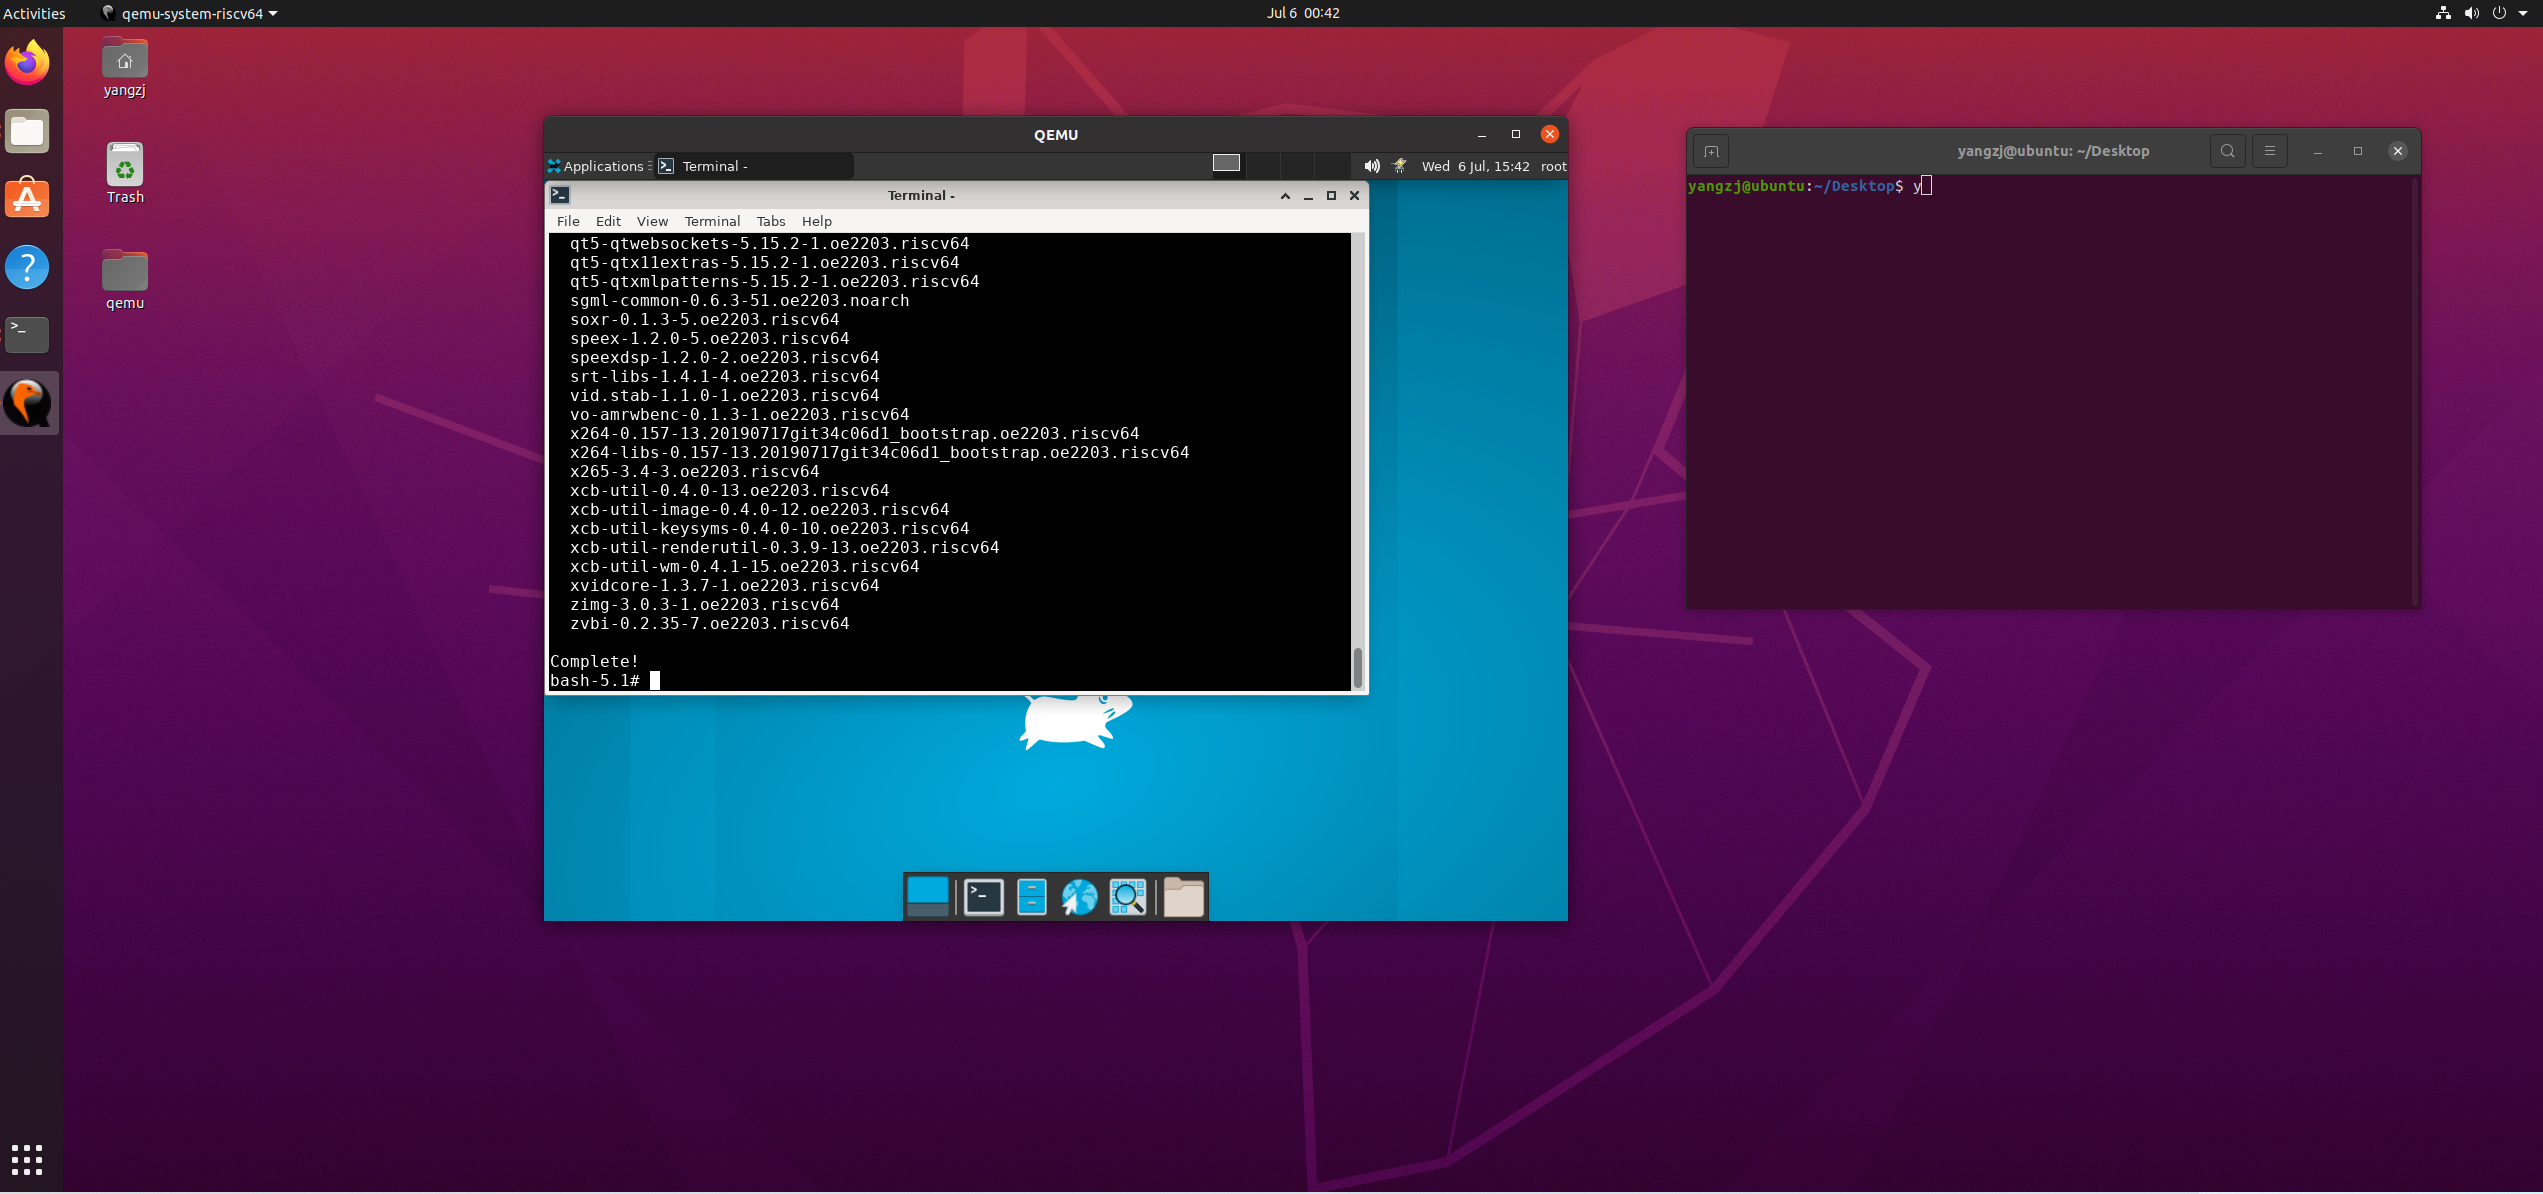 Activities
qemu-system-riscv64
Jul 6 00:42
yangzj
Trash
qemu
QEMU
Applications
Terminal -
Wed 6 Jul, 15:42 root
Terminal -
File Edit View Terminal Tabs Help
qt5-qtwebsockets-5.15.2-1.oe2203.riscv64
qt5-qtx11extras-5.15.2-1.oe2203.riscv64
qt5-qtxmlpatterns-5.15.2-1.oe2203.riscv64
sgml-common-0.6.3-51.oe2203.noarch
soxr-0.1.3-5.oe2203.riscv64
speex-1.2.0-5.oe2203.riscv64
speexdsp-1.2.0-2.oe2203.riscv64
srt-libs-1.4.1-4.oe2203.riscv64
vid.stab-1.1.0-1.oe2203.riscv64
vo-amrwbenc-0.1.3-1.oe2203.riscv64
x264-0.157-13.20190717git34c06d1_bootstrap.oe2203.riscv64
x264-libs-0.157-13.20190717git34c06d1_bootstrap.oe2203.riscv64
x265-3.4-3.oe2203.riscv64
xcb-util-0.4.0-13.oe2203.riscv64
xcb-util-image-0.4.0-12.oe2203.riscv64
xcb-util-keysyms-0.4.0-10.oe2203.riscv64
xcb-util-renderutil-0.3.9-13.oe2203.riscv64
xcb-util-wm-0.4.1-15.oe2203.riscv64
xvidcore-1.3.7-1.oe2203.riscv64
zimg-3.0.3-1.oe2203.riscv64
zvbi-0.2.35-7.oe2203.riscv64
Complete!
bash-5.1#
yangzj@ubuntu: ~/Desktop
yangzj@ubuntu:~/Desktop$ y